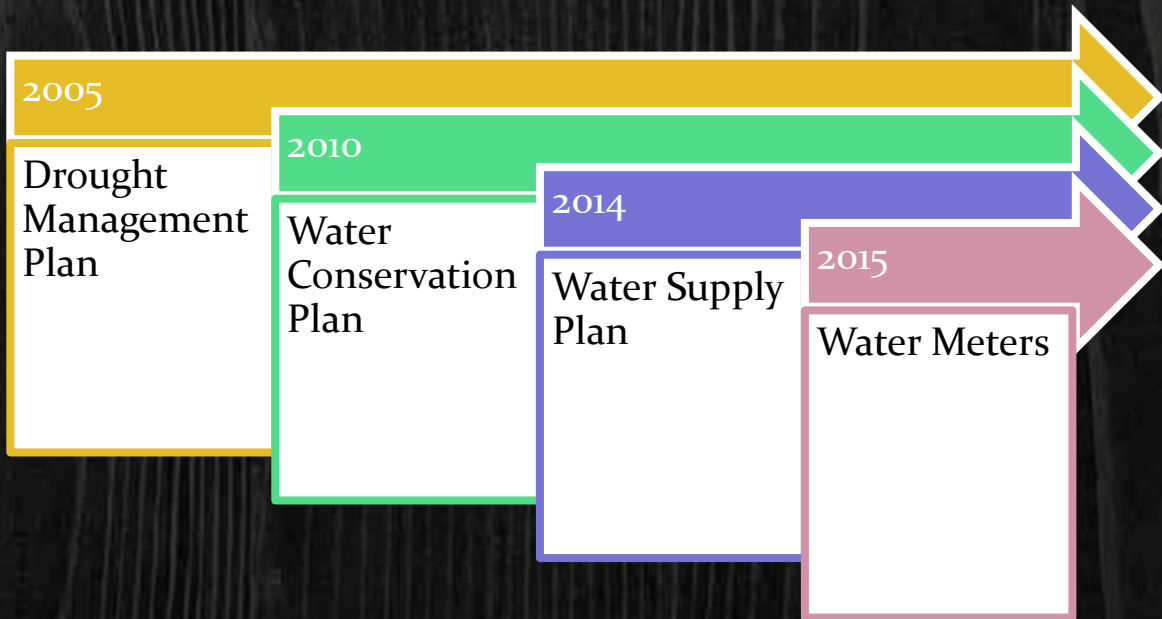 2005
Drought
Management
Plan
2010
Water
Conservation
Plan
2014
Water Supply
Plan
2015
Water Meters